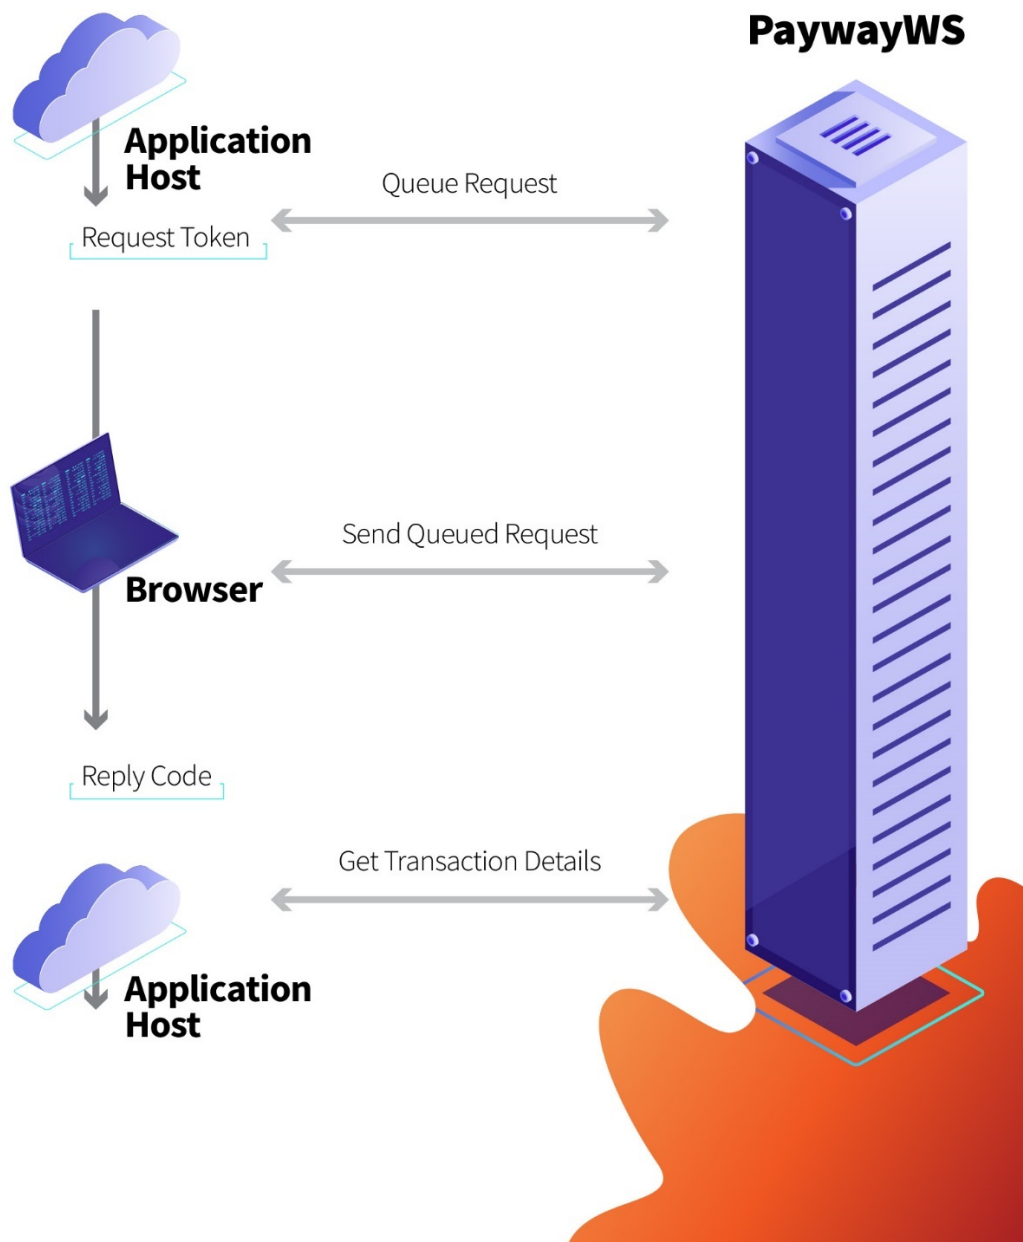 PaywayWS
Application
Host
Queue Request
Request Token
Send Queued Request
Browser
Reply Code
Get Transaction Details
Application
Host